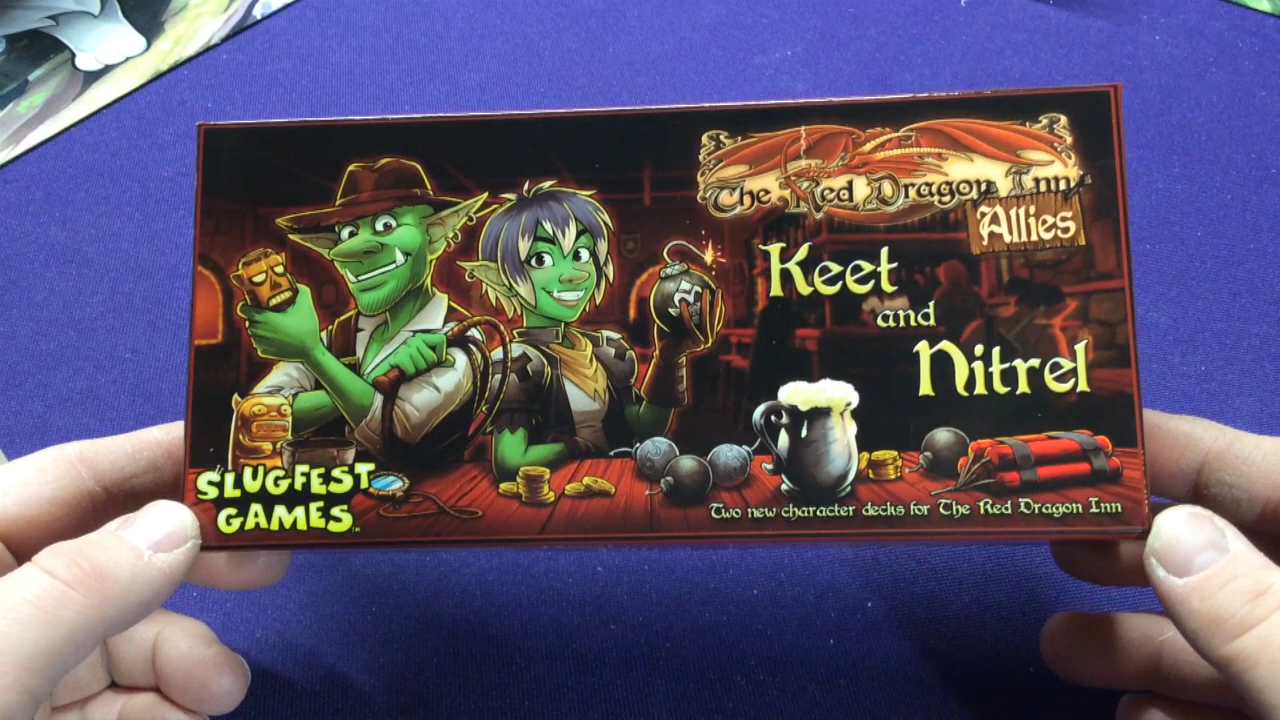 The Red Dragon Inn
Allies
Keet
and
Nitrel
SLUGFEST
GAMES
Two new character decks for The Red Dragon Inn